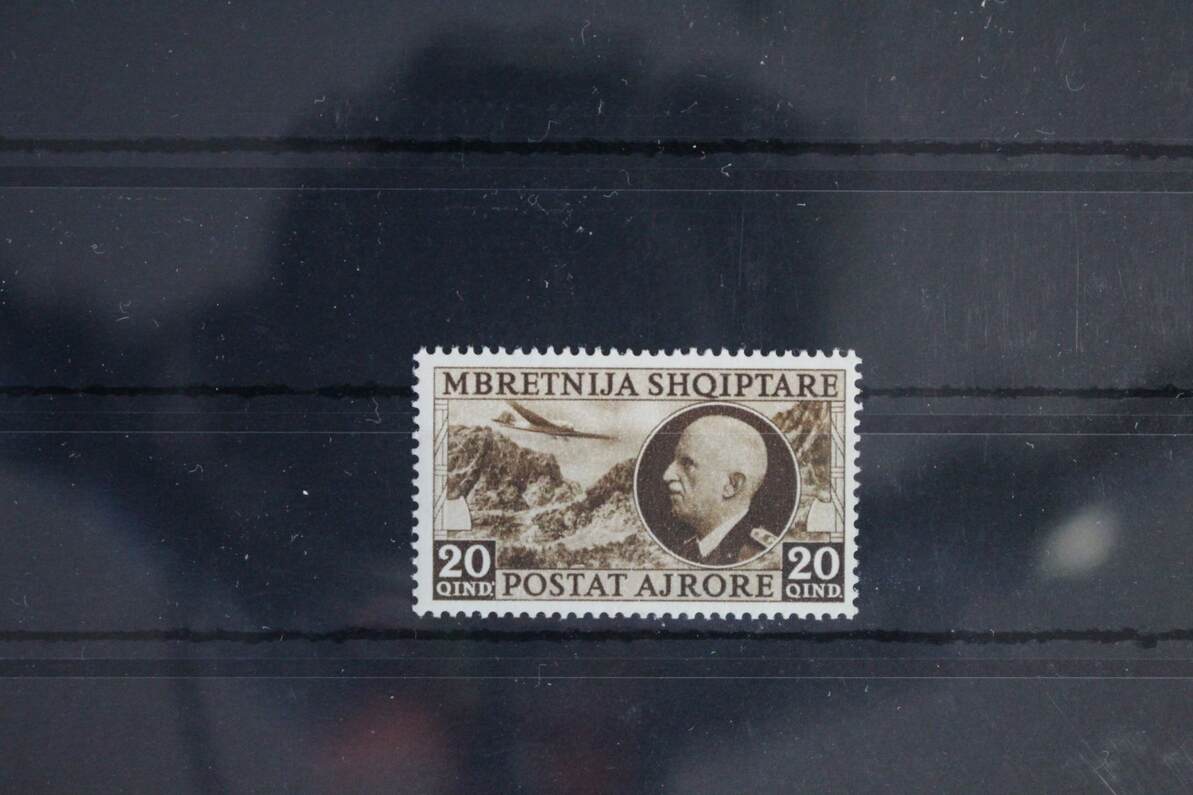 MBRETNIJA SHQIPTARE
20 QIND.
POSTAT AJRORE
20 QIND.